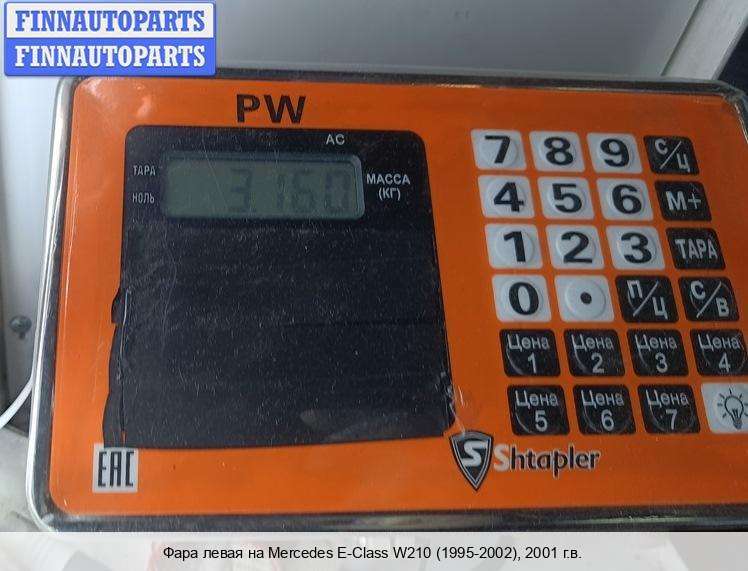 FINNAUTOPARTS
FINNAUTOPARTS
PW
AC
ТАРА
НОЛЬ
3.160
МАССА
(КГ)
7 8 9 С/Ц
4 5 6 М+
1 2 3 ТАРА
0 . П/Ц С/В
Цена 1 Цена 2 Цена 3 Цена 4
Цена 5 Цена 6 Цена 7
EAC
S Shtapler
Фара левая на Mercedes E-Class W210 (1995-2002), 2001 г.в.